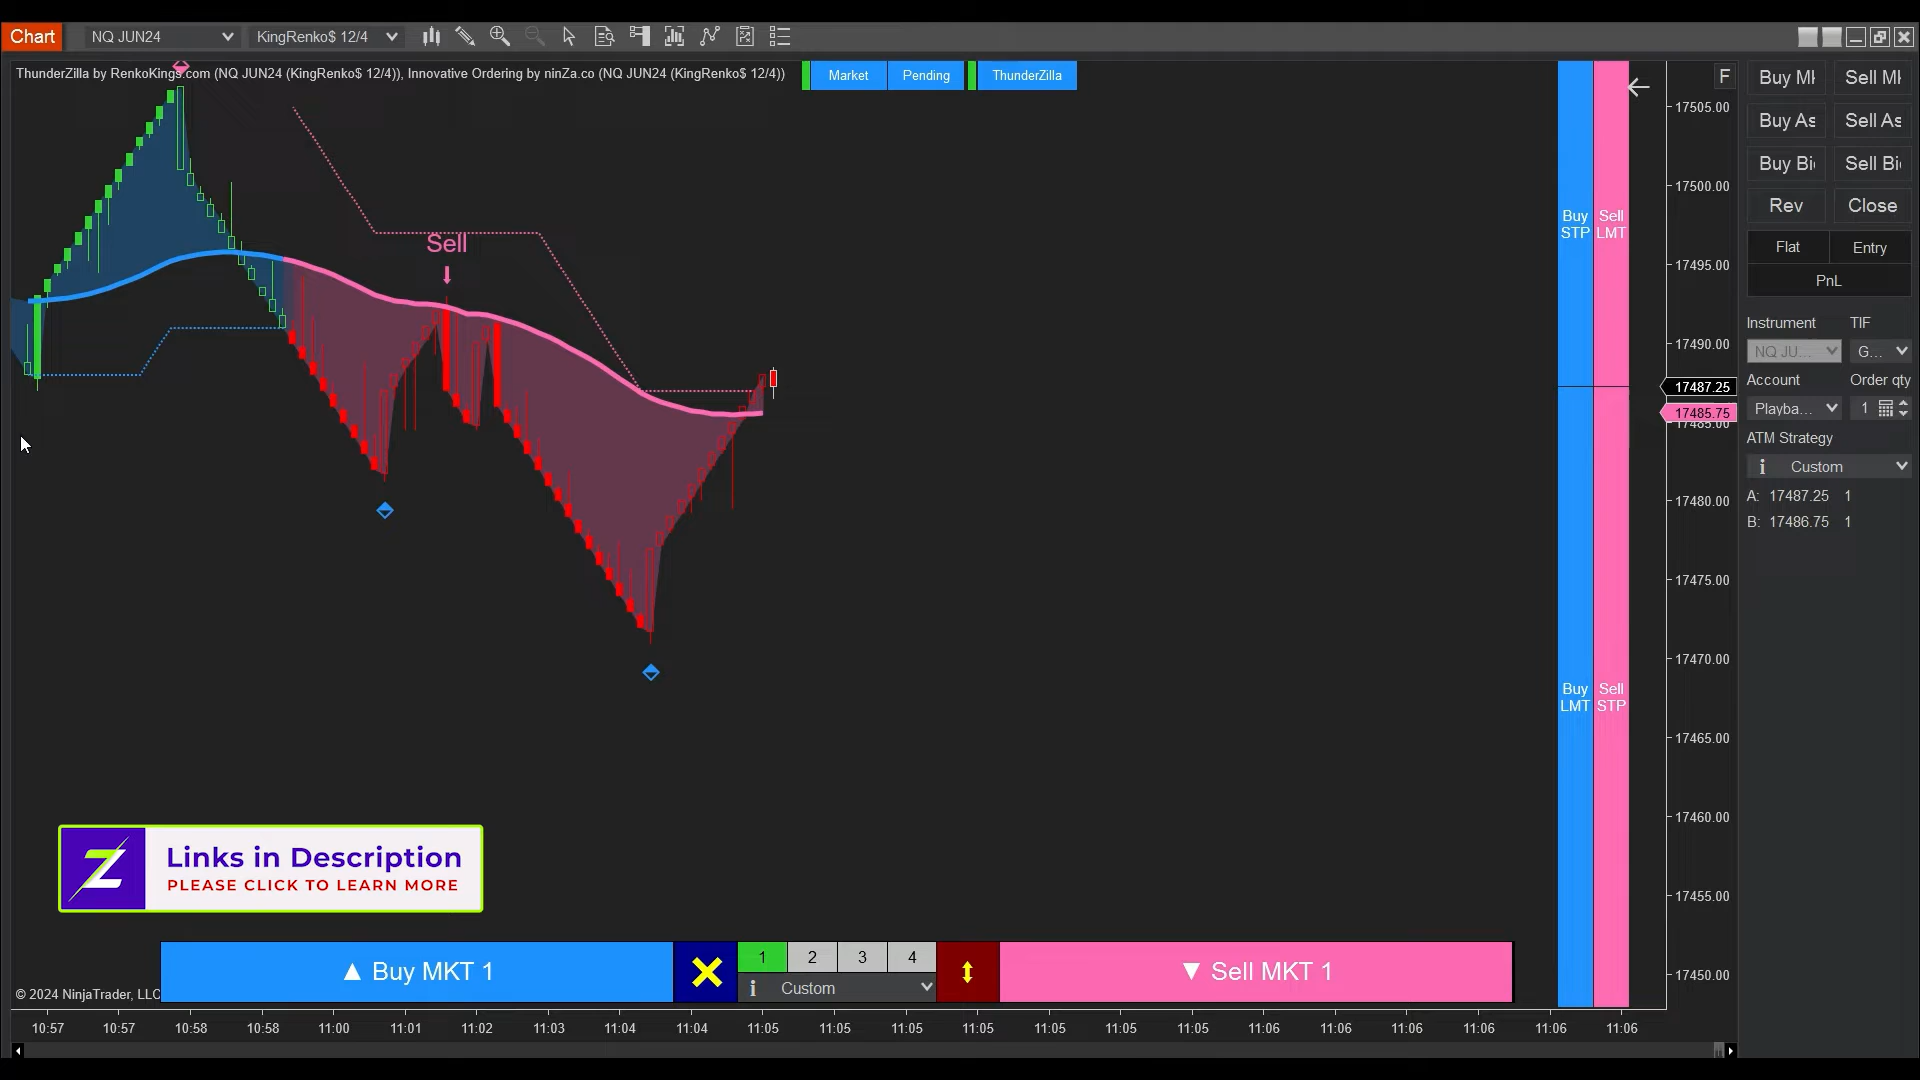 Chart
NQ JUN24
KingRenko$ 12/4
ThunderZilla by RenkoKings.com (NQ JUN24 (KingRenko$ 12/4)), Innovative Ordering by ninZa.co (NQ JUN24 (KingRenko$ 12/4))
Market
Pending
ThunderZilla
F
Buy
STP
Sell
LMT
Buy
LMT
Sell
STP
Sell
17505.00
17500.00
17495.00
17490.00
17487.25
17485.75
17485.00
17480.00
17475.00
17470.00
17465.00
17460.00
17455.00
17450.00
Buy MK
Sell MK
Buy As
Sell As
Buy Bi
Sell Bi
Rev
Close
Flat
Entry
PnL
Instrument
TIF
NQ JU...
G...
Account
Order qty
Playba...
1
ATM Strategy
i Custom
A: 17487.25 1
B: 17486.75 1
Z
Links in Description
PLEASE CLICK TO LEARN MORE
▲ Buy MKT 1
1 2 3 4
i Custom
▼ Sell MKT 1
© 2024 NinjaTrader, LLC
10:57 10:57 10:58 10:58 11:00 11:01 11:02 11:03 11:04 11:04 11:05 11:05 11:05 11:05 11:05 11:05 11:05 11:06 11:06 11:06 11:06 11:06 11:06